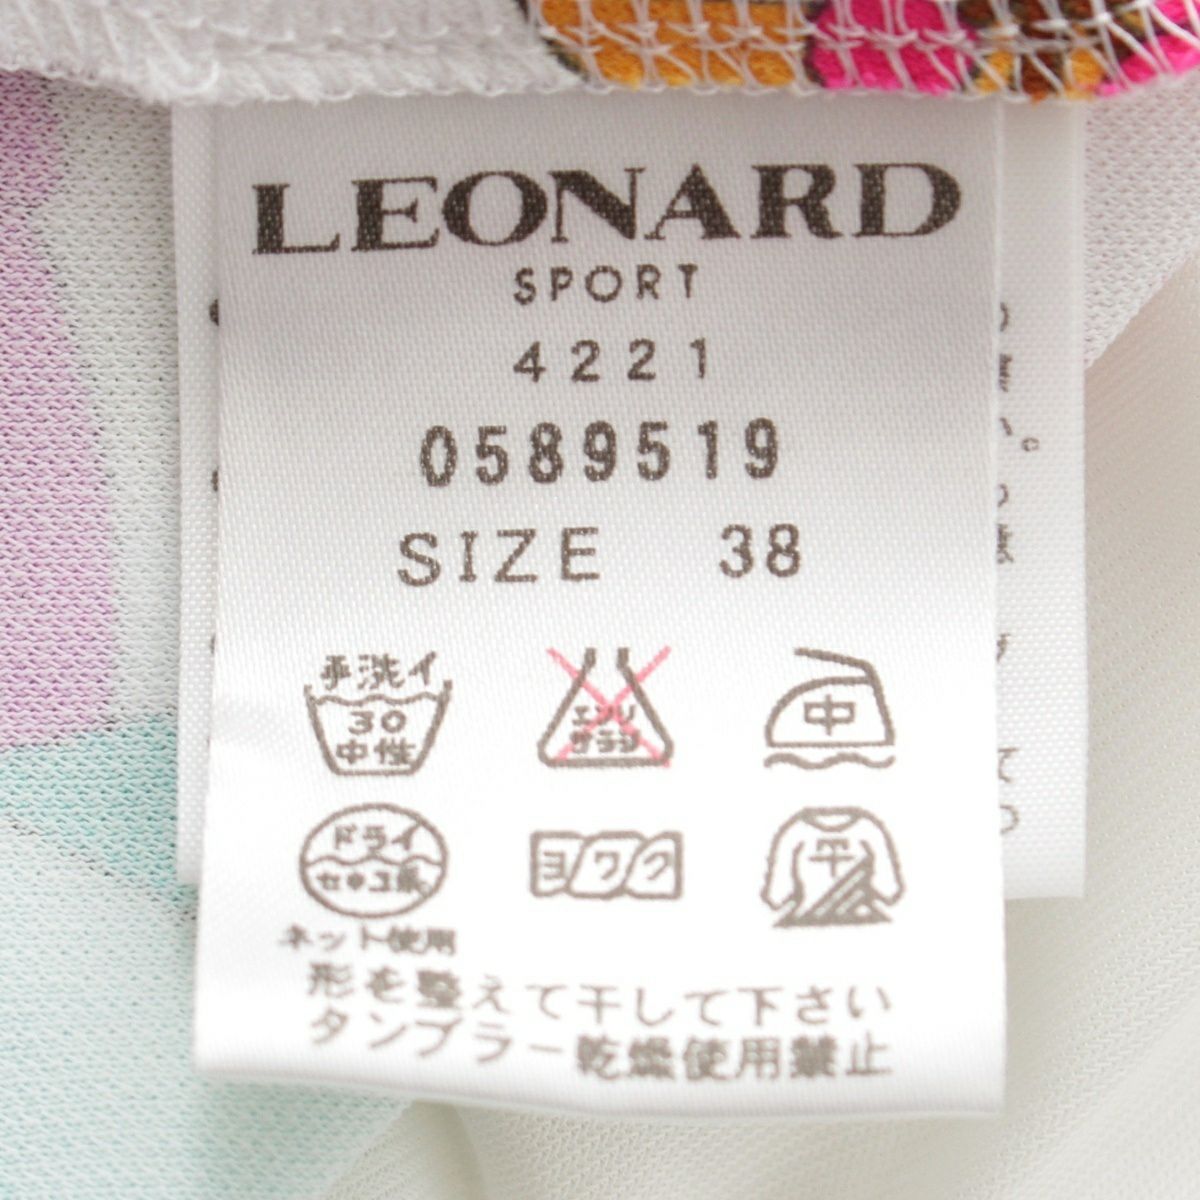 LEONARD
SPORT
4221
0589519
SIZE 38
手洗イ
30
中性
エンソ
サラシ
中
ドライ
セキユ系
ヨワク
平
ネット使用
形を整えて干して下さい
タンブラー乾燥使用禁止